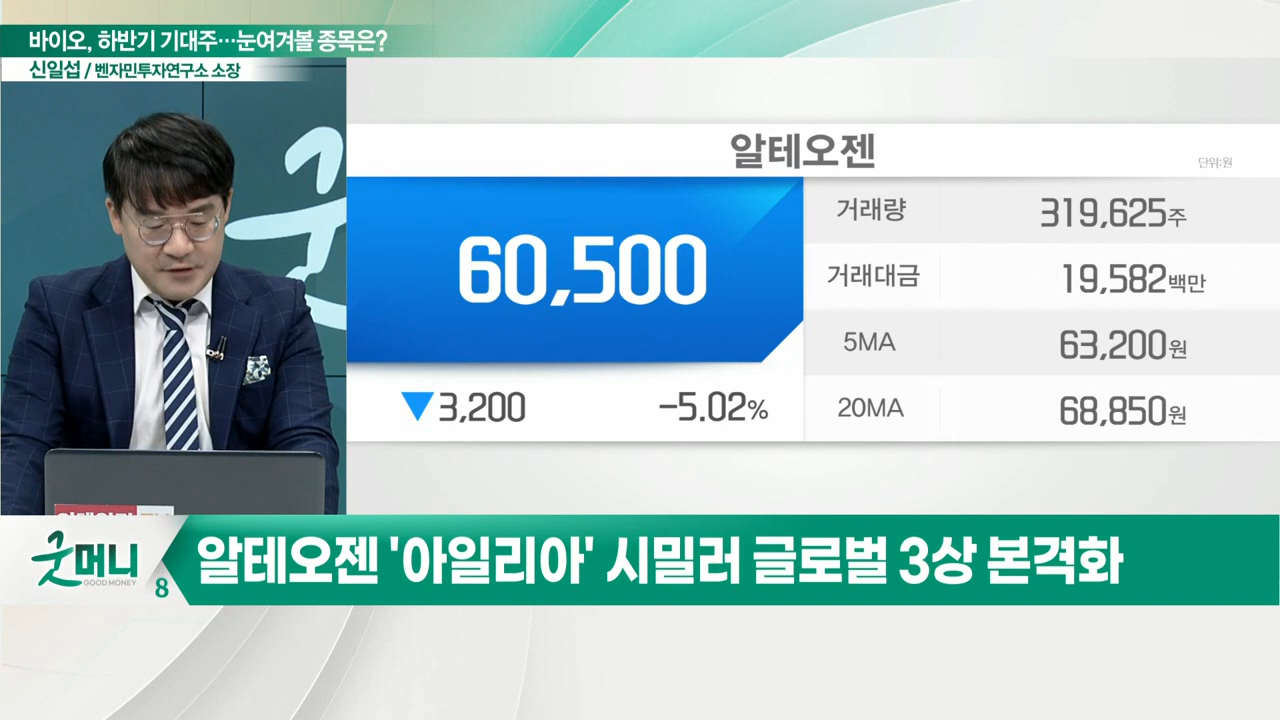 바이오, 하반기 기대주…눈여겨볼 종목은?
신일섭 / 벤자민투자연구소 소장
알테오젠
단위:원
60,500
▼3,200 -5.02%
거래량 319,625주
거래대금 19,582백만
5MA 63,200원
20MA 68,850원
굿머니
GOOD MONEY
8
알테오젠 '아일리아' 시밀러 글로벌 3상 본격화